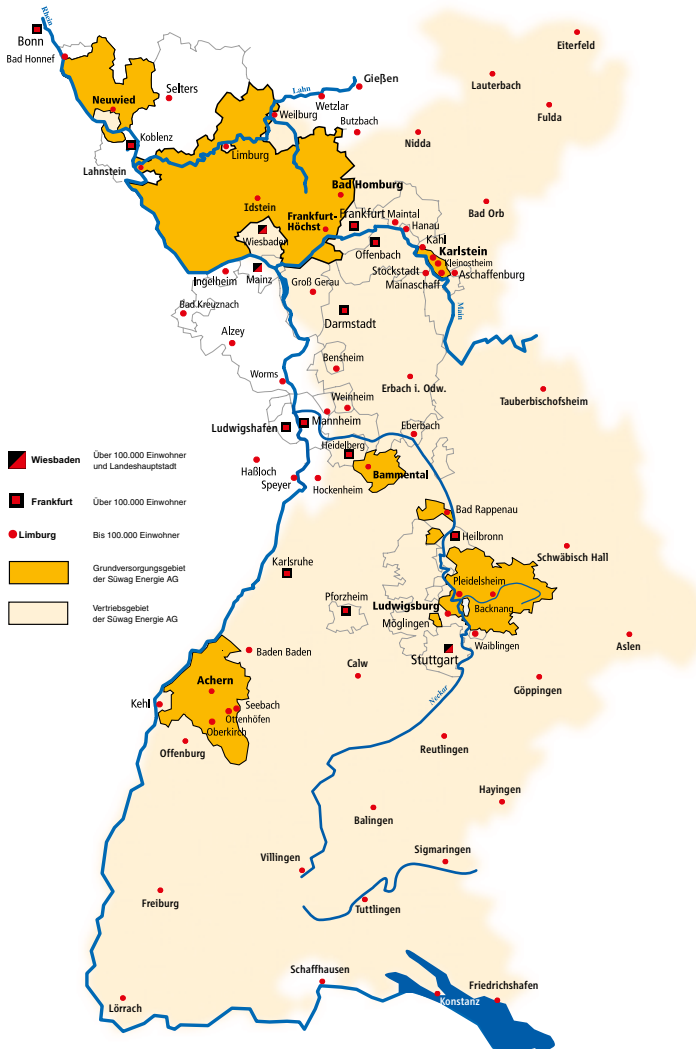 Rhein
Bonn
Bad Honnef
Eiterfeld
Gießen
Lauterbach
Selters
Lahn
Neuwied
Wetzlar
Weilburg
Fulda
Butzbach
Koblenz
Nidda
Limburg
Lahnstein
Bad Homburg
Idstein
Bad Orb
Frankfurt-
Höchst
Frankfurt
Maintal
Hanau
Wiesbaden
Kahl
Offenbach
Karlstein
Kleinostheim
Stockstadt
Aschaffenburg
Mainaschaff
Ingelheim
Mainz
Groß Gerau
Bad Kreuznach
Main
Darmstadt
Alzey
Bensheim
Worms
Erbach i. Odw.
Tauberbischofsheim
Weinheim
Mannheim
Ludwigshafen
Eberbach
Heidelberg
Wiesbaden
Über 100.000 Einwohner
und Landeshauptstadt
Haßloch
Bammental
Speyer
Hockenheim
Frankfurt
Über 100.000 Einwohner
Bad Rappenau
Limburg
Bis 100.000 Einwohner
Heilbronn
Schwäbisch Hall
Karlsruhe
Grundversorgungsgebiet
der Süwag Energie AG
Pleidelsheim
Pforzheim
Ludwigsburg
Backnang
Vertriebsgebiet
der Süwag Energie AG
Möglingen
Waiblingen
Aslen
Baden Baden
Stuttgart
Calw
Achern
Göppingen
Neckar
Kehl
Seebach
Ottenhöfen
Oberkirch
Offenburg
Reutlingen
Hayingen
Balingen
Sigmaringen
Villingen
Freiburg
Tuttlingen
Schaffhausen
Friedrichshafen
Konstanz
Lörrach